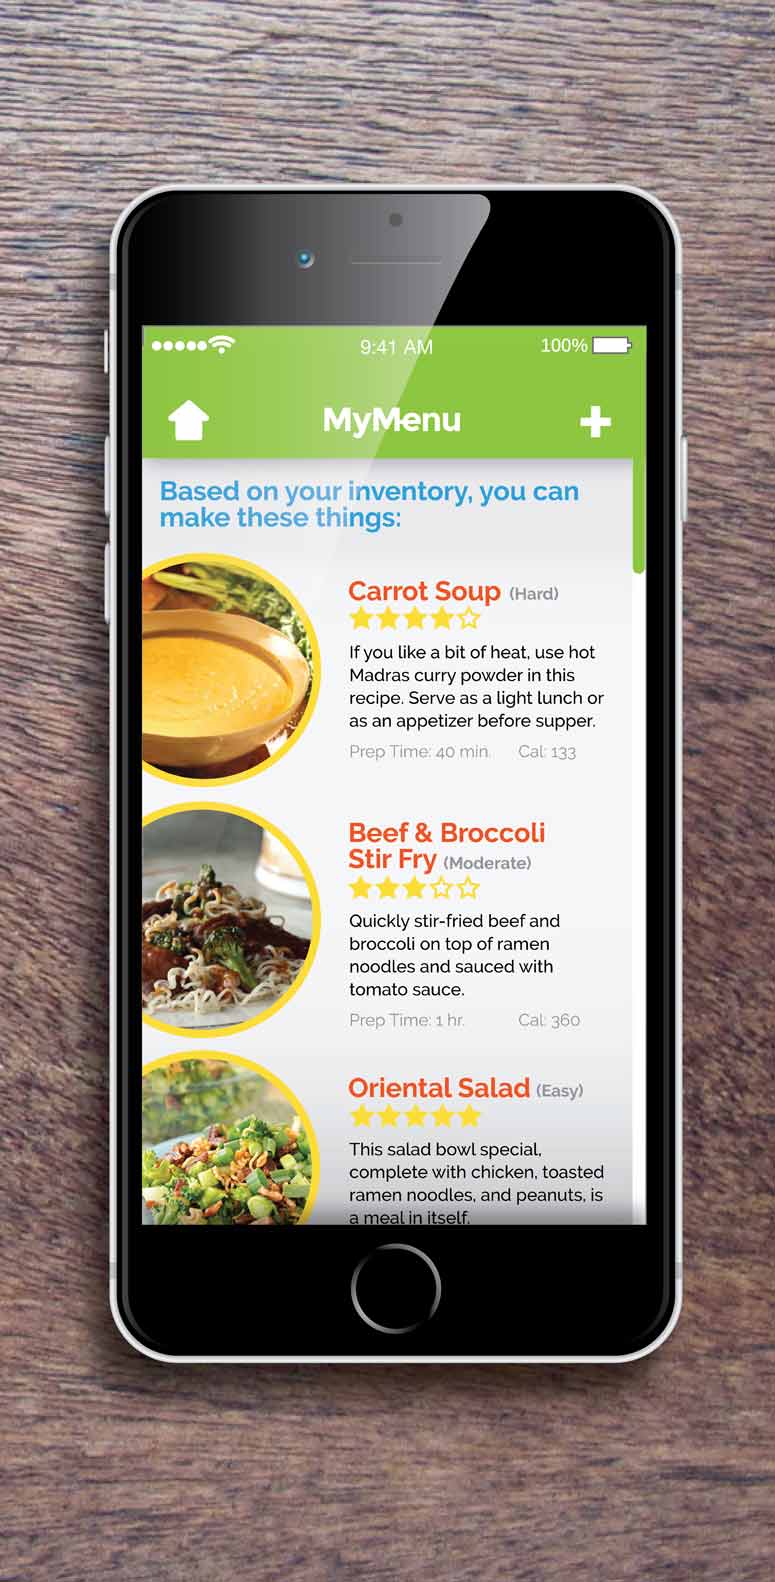 9:41 AM 100%
MyMenu
Based on your inventory, you can
make these things:
Carrot Soup (Hard)
If you like a bit of heat, use hot
Madras curry powder in this
recipe. Serve as a light lunch or
as an appetizer before supper.
Prep Time: 40 min. Cal: 133
Beef & Broccoli
Stir Fry (Moderate)
Quickly stir-fried beef and
broccoli on top of ramen
noodles and sauced with
tomato sauce.
Prep Time: 1 hr. Cal: 360
Oriental Salad (Easy)
This salad bowl special,
complete with chicken, toasted
ramen noodles, and peanuts, is
a meal in itself.